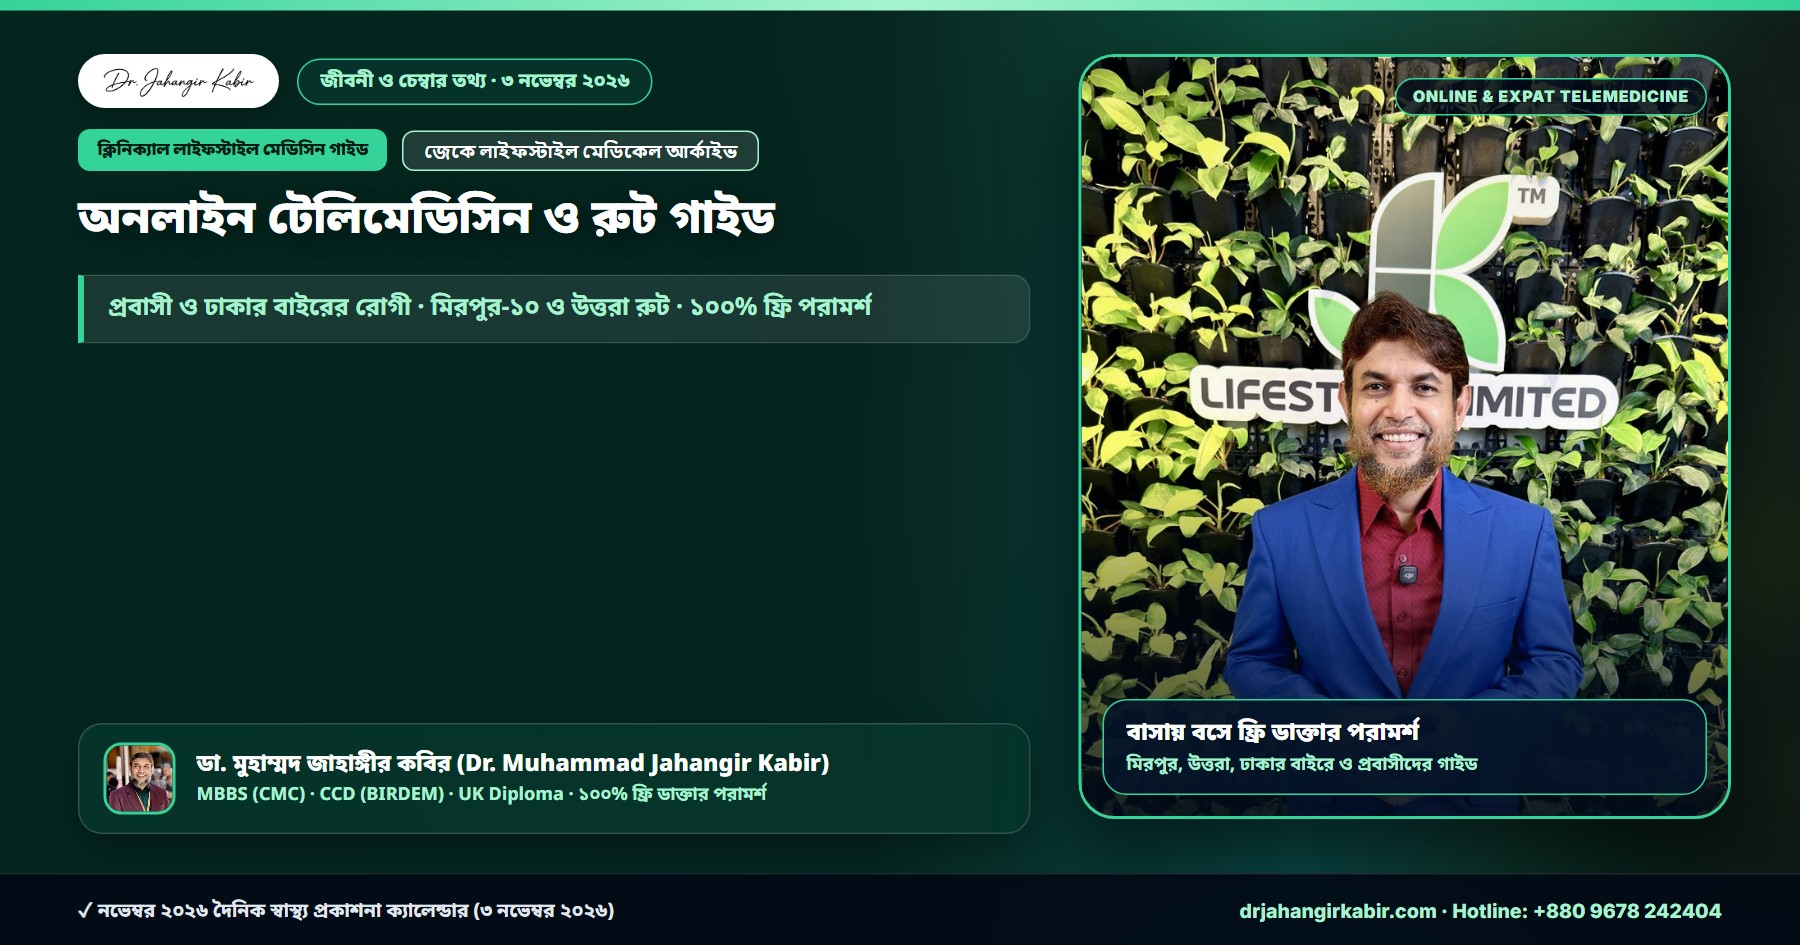 Dr. Jahangir Kabir
জীবনী ও চেম্বার তথ্য · ৩ নভেম্বর ২০২৬
ক্লিনিক্যাল লাইফস্টাইল মেডিসিন গাইড
জেকে লাইফস্টাইল মেডিকেল আর্কাইভ
অনলাইন টেলিমেডিসিন ও রুট গাইড
প্রবাসী ও ঢাকার বাইরের রোগী · মিরপুর-১০ ও উত্তরা রুট · ১০০% ফ্রি পরামর্শ
ডা. মুহাম্মদ জাহাঙ্গীর কবির (Dr. Muhammad Jahangir Kabir)
MBBS (CMC) · CCD (BIRDEM) · UK Diploma · ১০০% ফ্রি ডাক্তার পরামর্শ
ONLINE & EXPAT TELEMEDICINE
TM
LIFEST IMITED
বাসায় বসে ফ্রি ডাক্তার পরামর্শ
মিরপুর, উত্তরা, ঢাকার বাইরে ও প্রবাসীদের গাইড
✓ নভেম্বর ২০২৬ দৈনিক স্বাস্থ্য প্রকাশনা ক্যালেন্ডার (৩ নভেম্বর ২০২৬)
drjahangirkabir.com · Hotline: +880 9678 242404